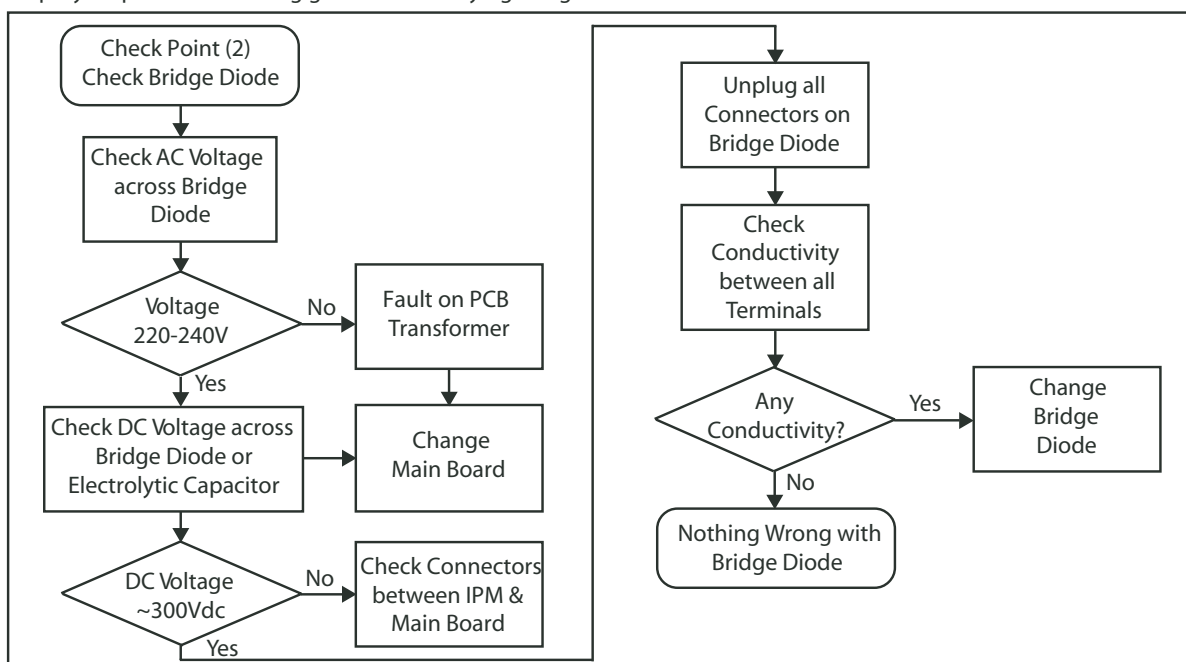 Check Point (2)
Check Bridge Diode
Check AC Voltage
across Bridge
Diode
Voltage
220-240V
No
Fault on PCB
Transformer
Yes
Check DC Voltage across
Bridge Diode or
Electrolytic Capacitor
Change
Main Board
DC Voltage
~300Vdc
No
Check Connectors
between IPM &
Main Board
Yes
Unplug all
Connectors on
Bridge Diode
Check
Conductivity
between all
Terminals
Any
Conductivity?
Yes
Change
Bridge
Diode
No
Nothing Wrong with
Bridge Diode